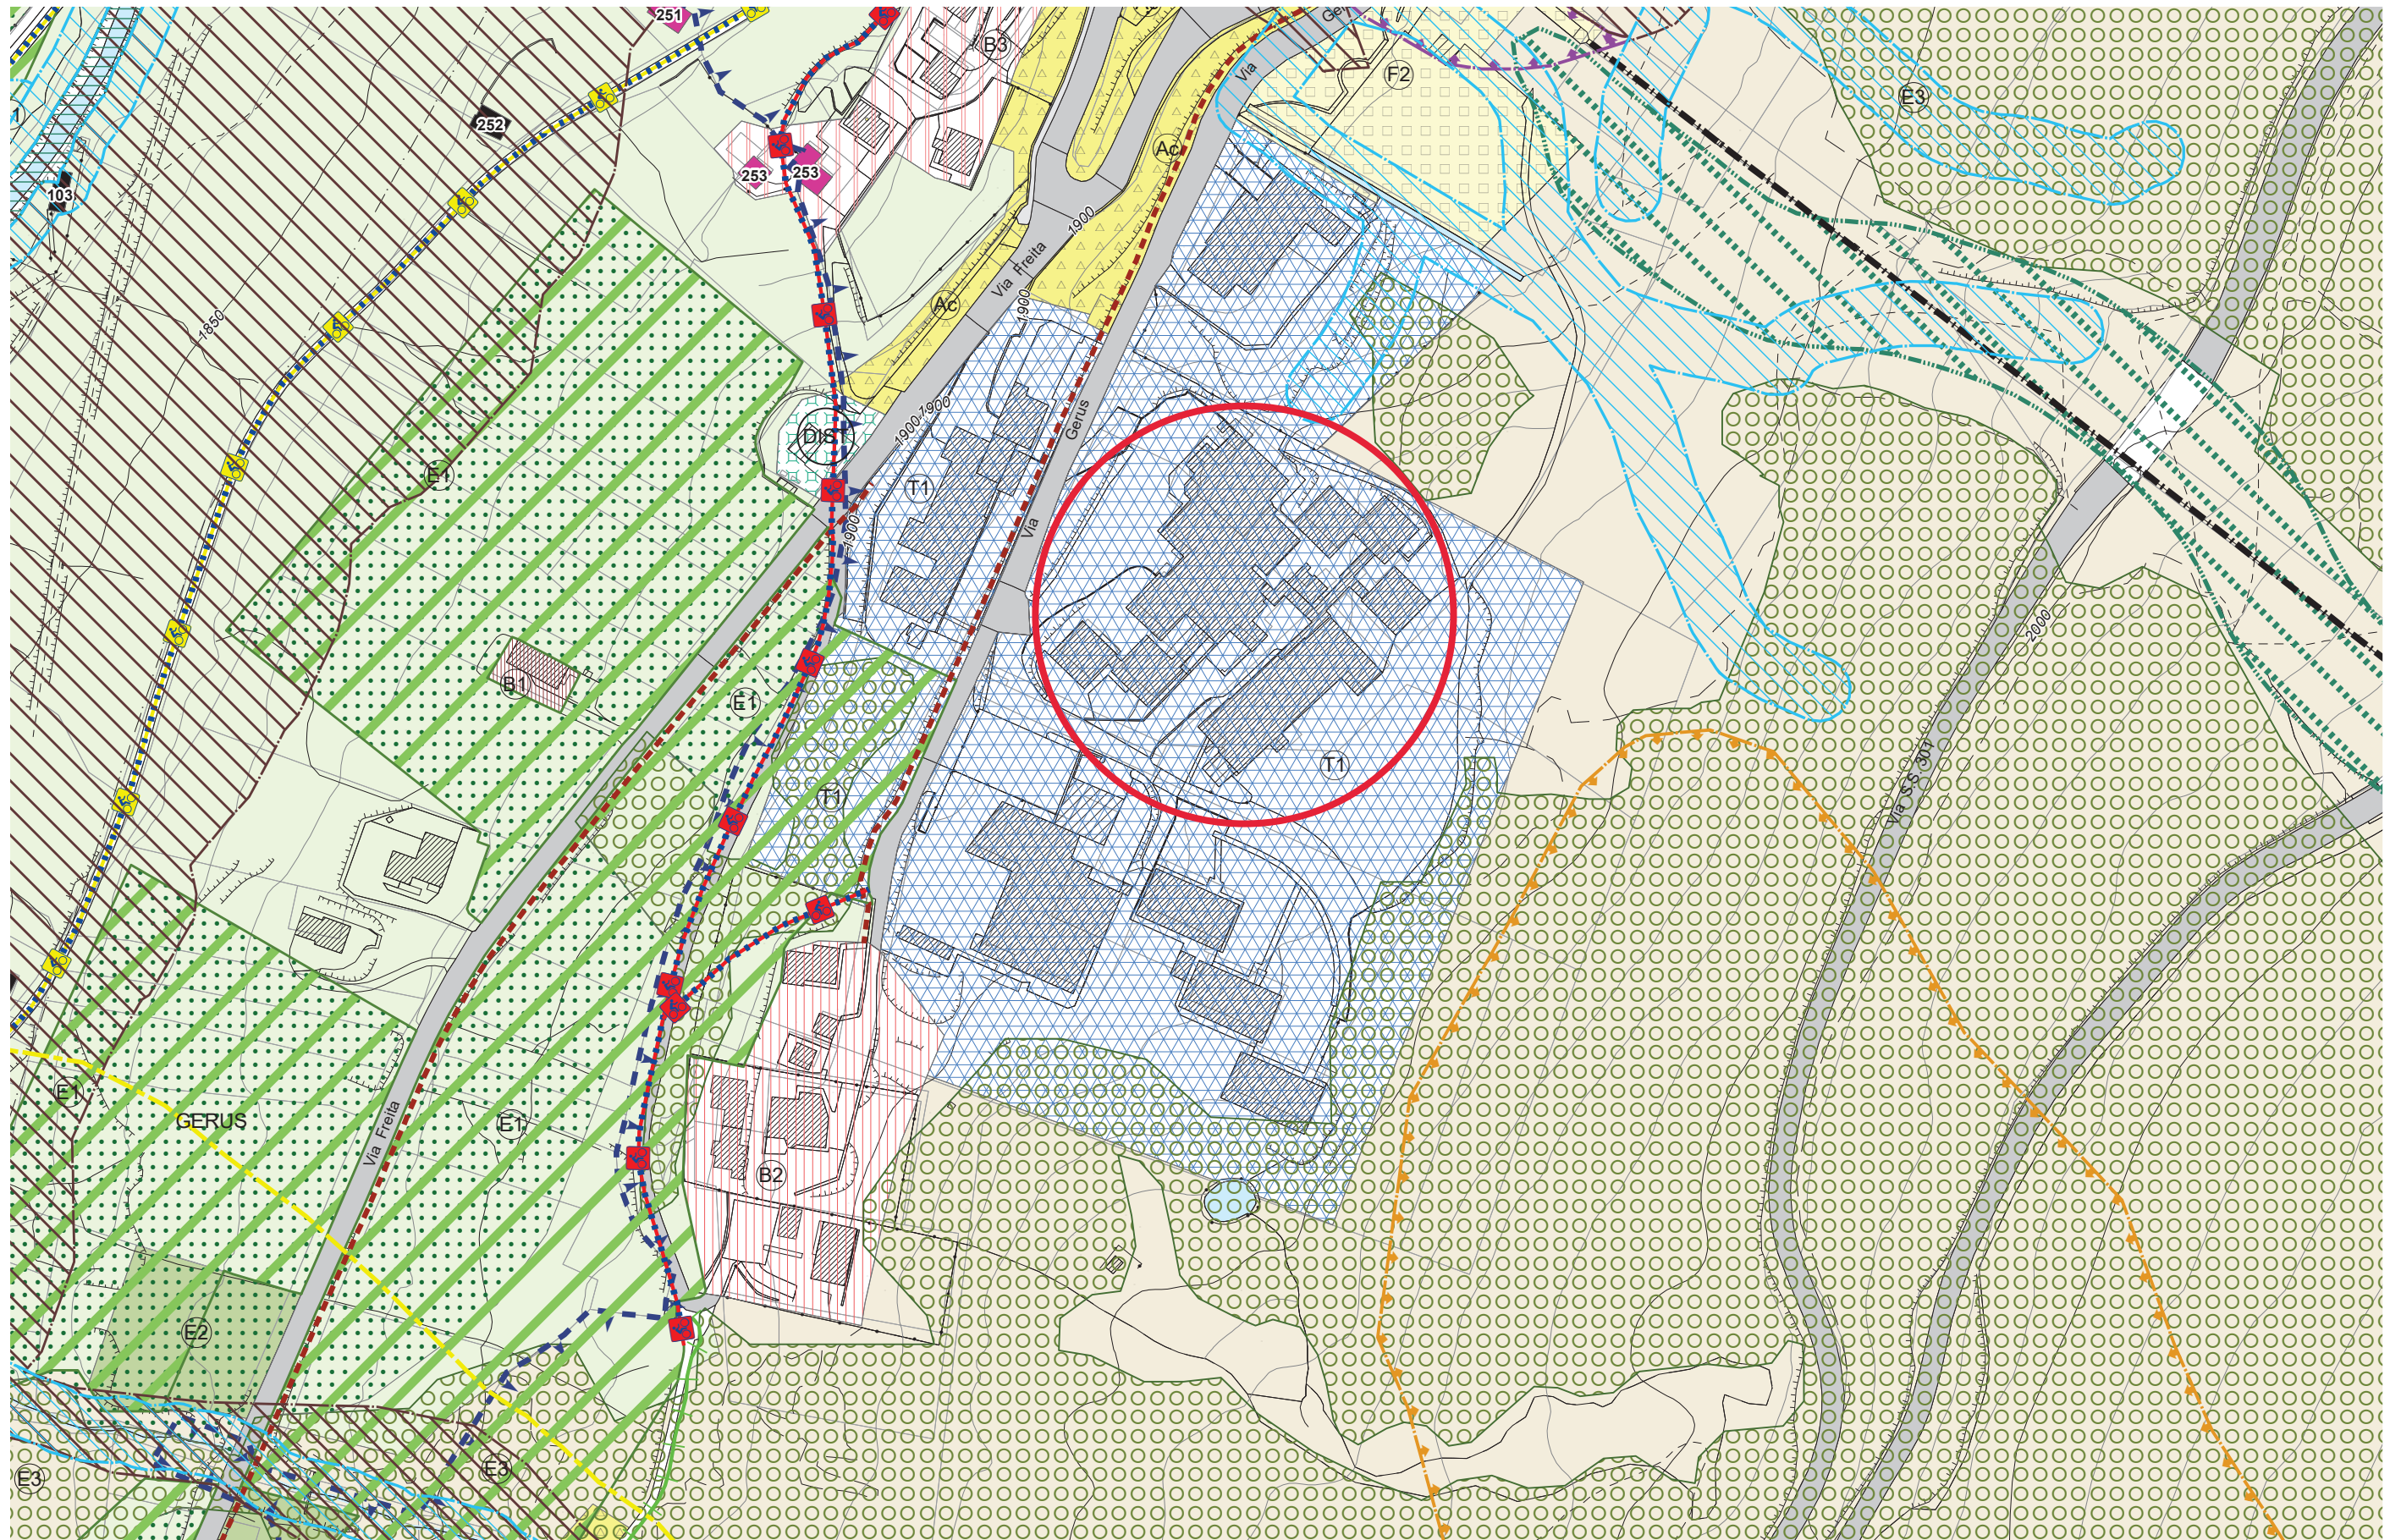 251
B3
Via
F2
E3
252
Ac
253
253
103
1900
Via Freita
1900
Ac
1850
1900
1900
DIST
Gerus
E1
T1
1900
Via
2000
B1
E1
T1
Via S.S. 301
T1
E1
GERUS
E1
Via Freita
B2
E2
E3
E3